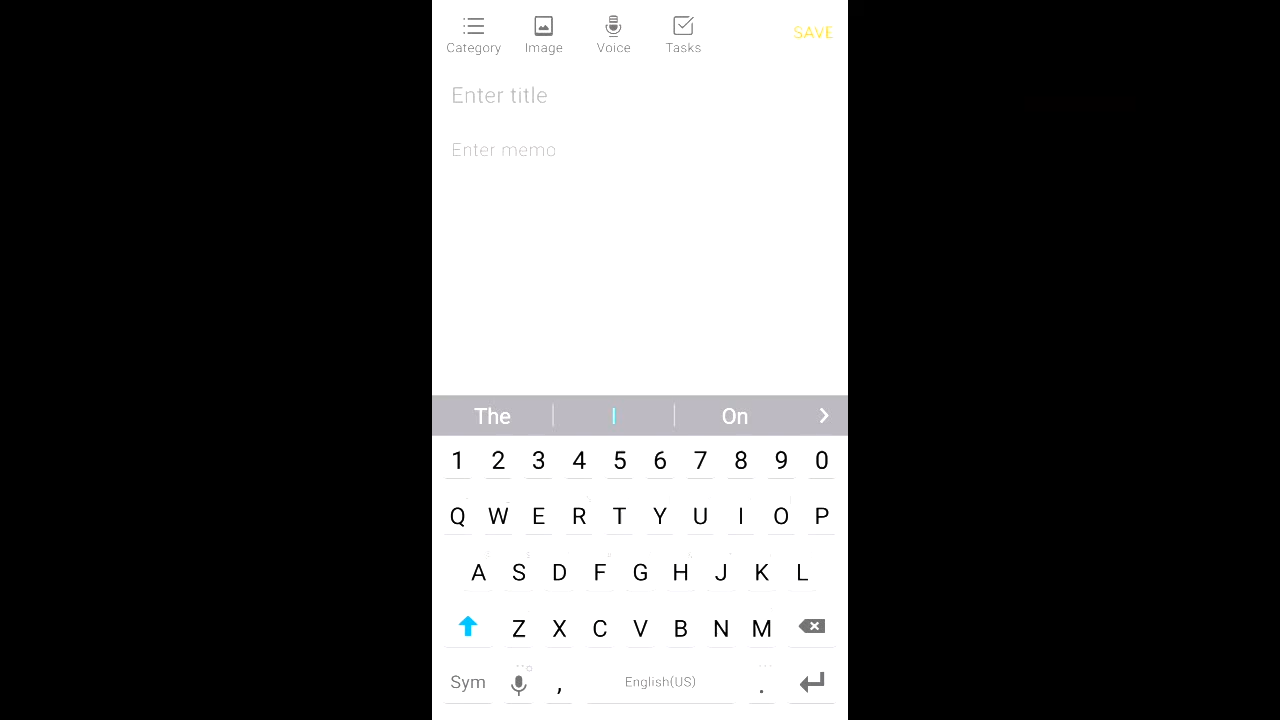 Category Image Voice Tasks SAVE
Enter title
Enter memo
The I On
1 2 3 4 5 6 7 8 9 0
Q W E R T Y U I O P
A S D F G H J K L
Z X C V B N M
Sym , English(US) .